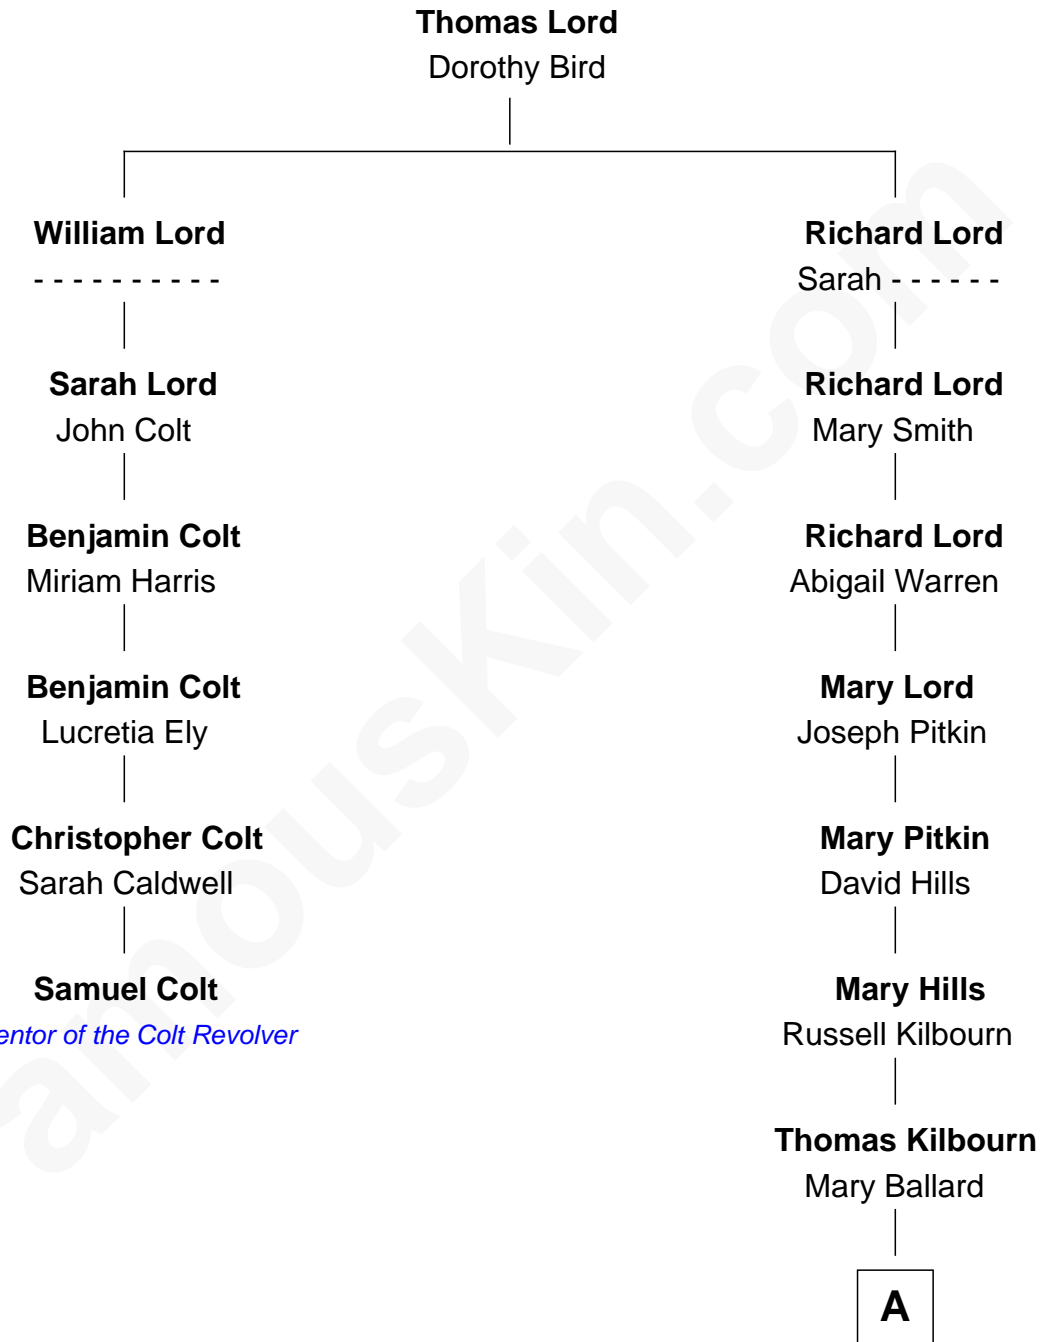 Thomas Lord
Dorothy Bird
William Lord
- - - - - - - - - -
Sarah Lord
John Colt
Benjamin Colt
Miriam Harris
Benjamin Colt
Lucretia Ely
Christopher Colt
Sarah Caldwell
Samuel Colt
entor of the Colt Revolver
Richard Lord
Sarah - - - - - -
Richard Lord
Mary Smith
Richard Lord
Abigail Warren
Mary Lord
Joseph Pitkin
Mary Pitkin
David Hills
Mary Hills
Russell Kilbourn
Thomas Kilbourn
Mary Ballard
A
amousKin.com